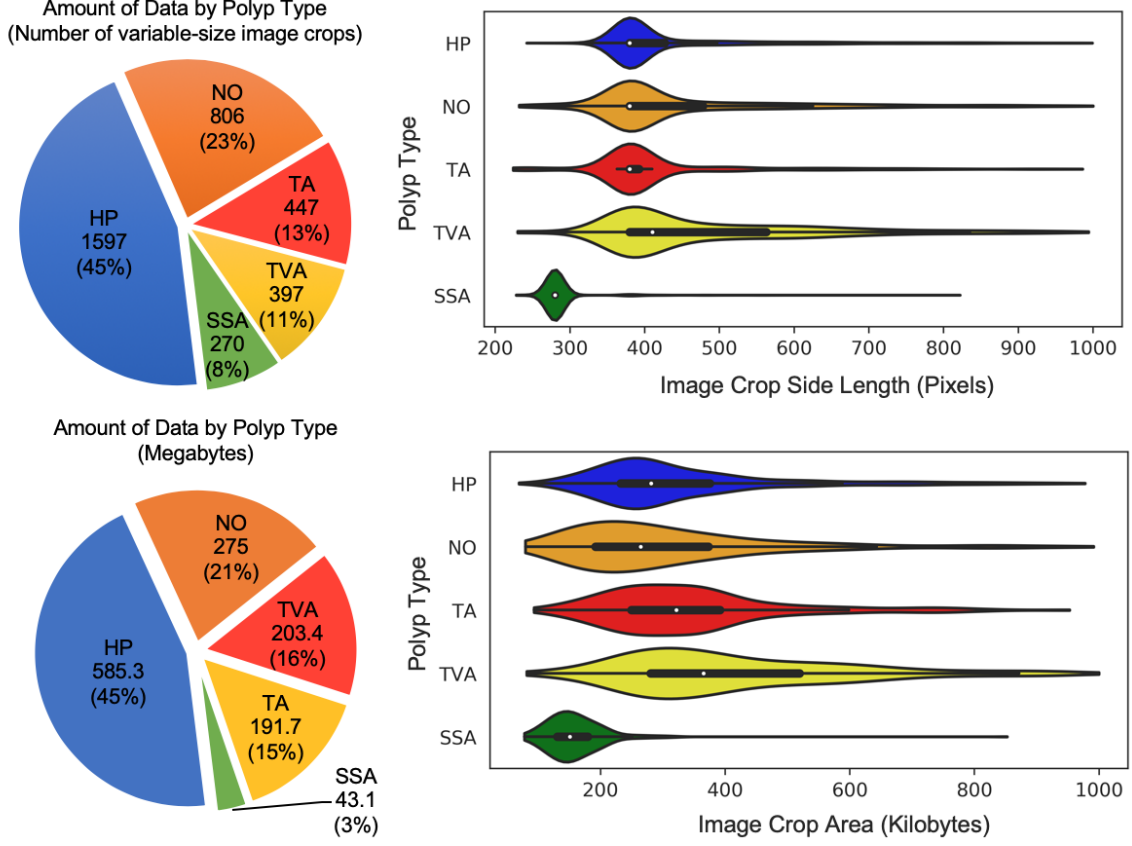 Amount of Data by Polyp Type
(Number of variable-size image crops)
NO
806
(23%)
TA
447
(13%)
HP
1597
(45%)
TVA
397
(11%)
SSA
270
(8%)
HP
NO
TA
TVA
SSA
Polyp Type
200 300 400 500 600 700 800 900 1000
Image Crop Side Length (Pixels)
Amount of Data by Polyp Type
(Megabytes)
NO
275
(21%)
TVA
203.4
(16%)
HP
585.3
(45%)
TA
191.7
(15%)
SSA
43.1
(3%)
HP
NO
TA
TVA
SSA
Polyp Type
200 400 600 800 1000
Image Crop Area (Kilobytes)